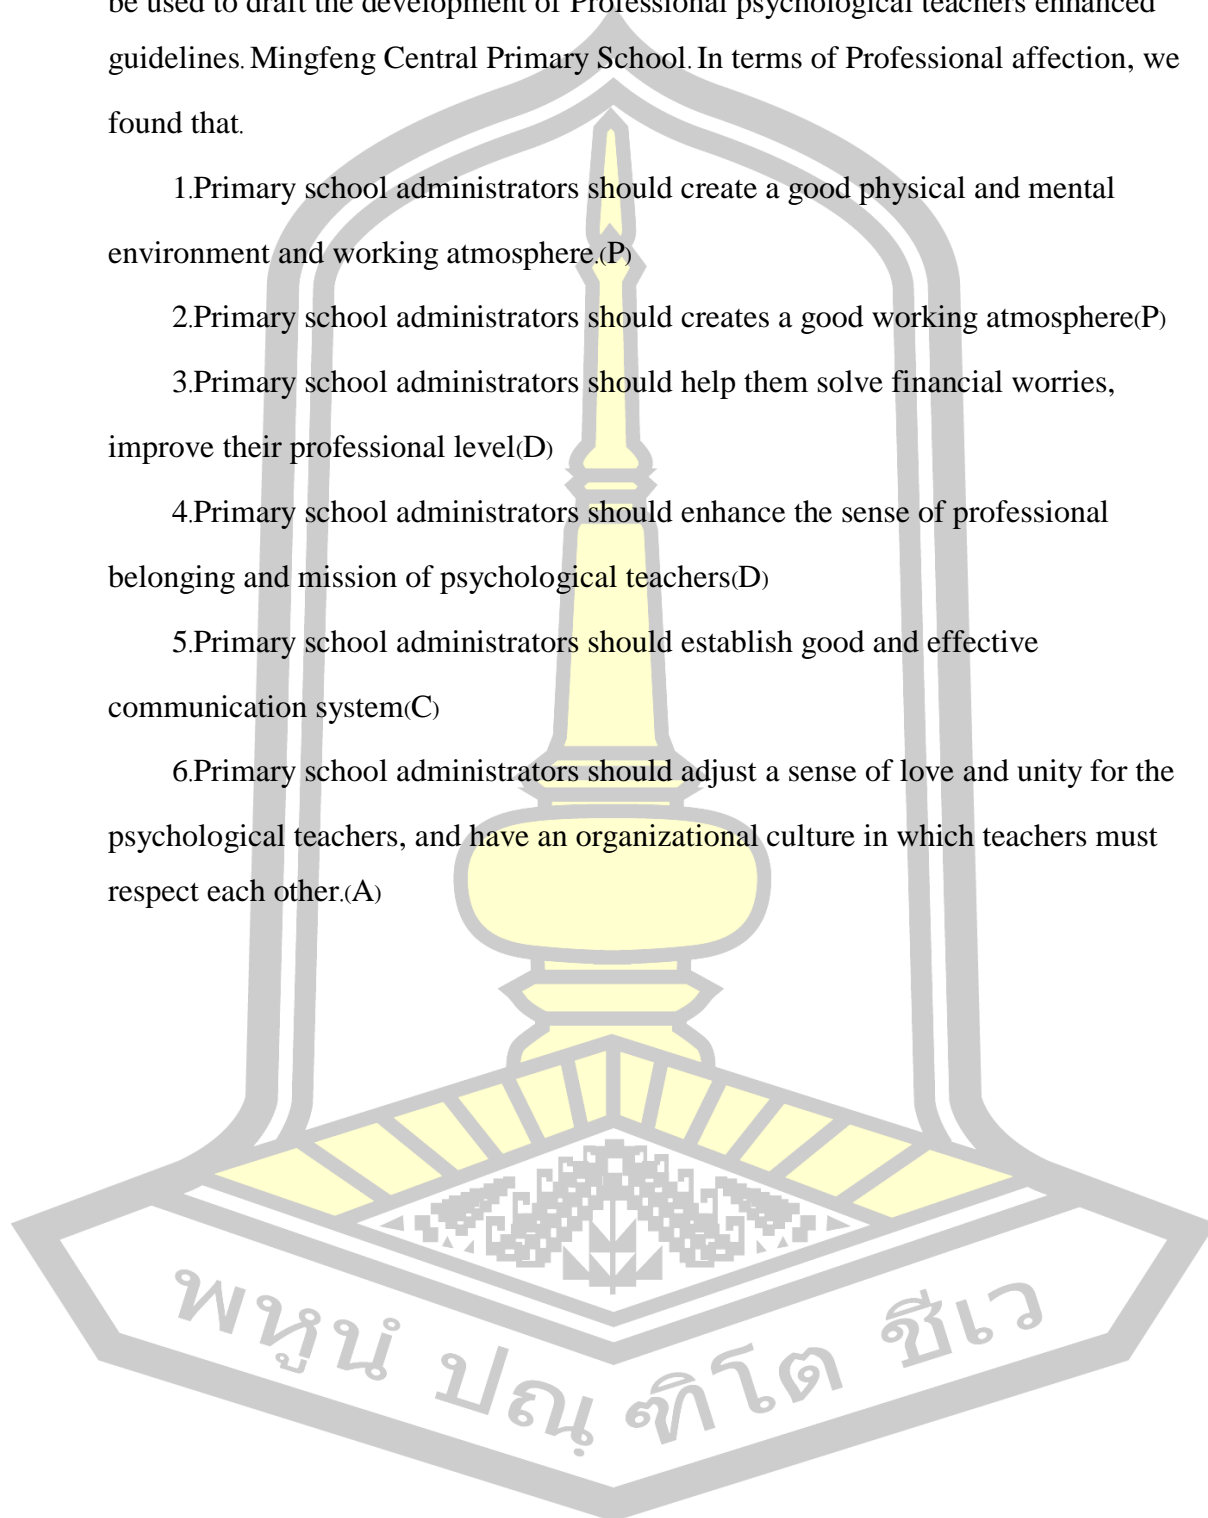 be used to draft the development of Professional psychological teachers enhanced
guidelines. Mingfeng Central Primary School. In terms of Professional affection, we
found that.
1.Primary school administrators should create a good physical and mental
environment and working atmosphere.(P)
2.Primary school administrators should creates a good working atmosphere(P)
3.Primary school administrators should help them solve financial worries,
improve their professional level(D)
4.Primary school administrators should enhance the sense of professional
belonging and mission of psychological teachers(D)
5.Primary school administrators should establish good and effective
communication system(C)
6.Primary school administrators should adjust a sense of love and unity for the
psychological teachers, and have an organizational culture in which teachers must
respect each other.(A)
พหูนํ ปณฺฑิโต ชีเว